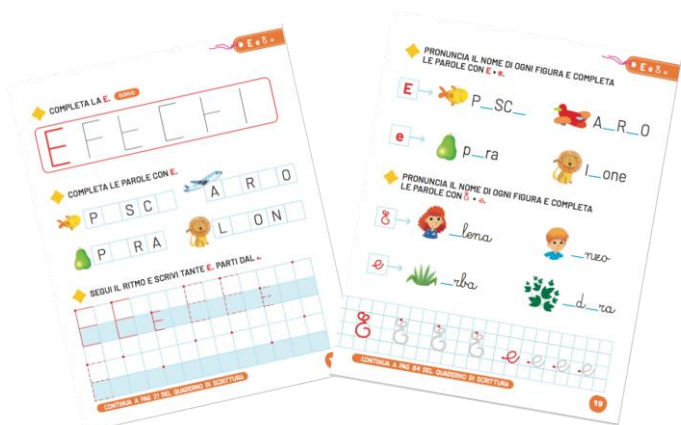 E e
COMPLETA LA E. SCRIVO
E F E C H I
COMPLETA LE PAROLE CON E.
P SC A R O
P RA L ON
SEGUI IL RITMO E SCRIVI TANTE E. PARTI DAL •.
E E e
CONTINUA A PAG 21 DEL QUADERNO DI SCRITTURA
E e ℰ
PRONUNCIA IL NOME DI OGNI FIGURA E COMPLETA
LE PAROLE CON E • e.
E P_SC_ A_R_O
e p_ra l_one
PRONUNCIA IL NOME DI OGNI FIGURA E COMPLETA
LE PAROLE CON ℰ • e.
ℰ _lena _nzo
e _rba _d_ra
ℰ ℰ ℰ ℰ e e e e
CONTINUA A PAG 64 DEL QUADERNO DI SCRITTURA
19